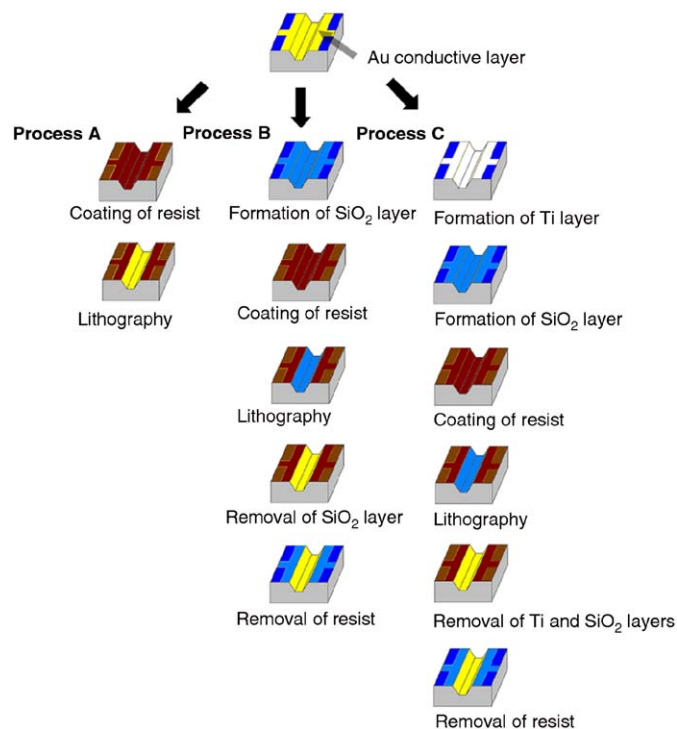 Au conductive layer
Process A
Process B
Process C
Coating of resist
Lithography
Formation of SiO₂ layer
Coating of resist
Lithography
Removal of SiO₂ layer
Removal of resist
Formation of Ti layer
Formation of SiO₂ layer
Coating of resist
Lithography
Removal of Ti and SiO₂ layers
Removal of resist